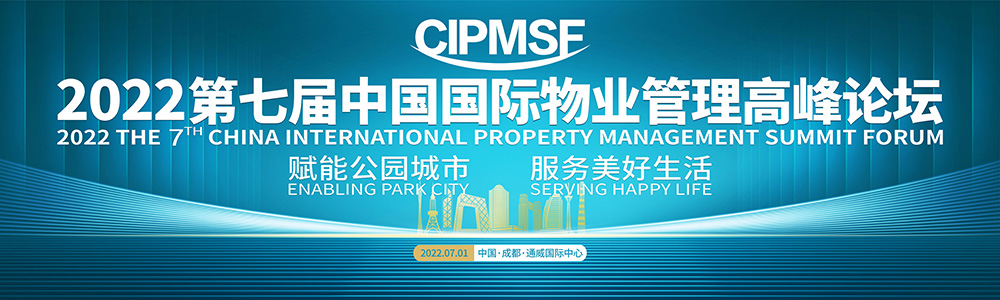 CIPMSF
2022第七届中国国际物业管理高峰论坛
2022 THE 7TH CHINA INTERNATIONAL PROPERTY MANAGEMENT SUMMIT FORUM
赋能公园城市 服务美好生活
ENABLING PARK CITY SERVING HAPPY LIFE
2022.07.01 中国·成都·通威国际中心